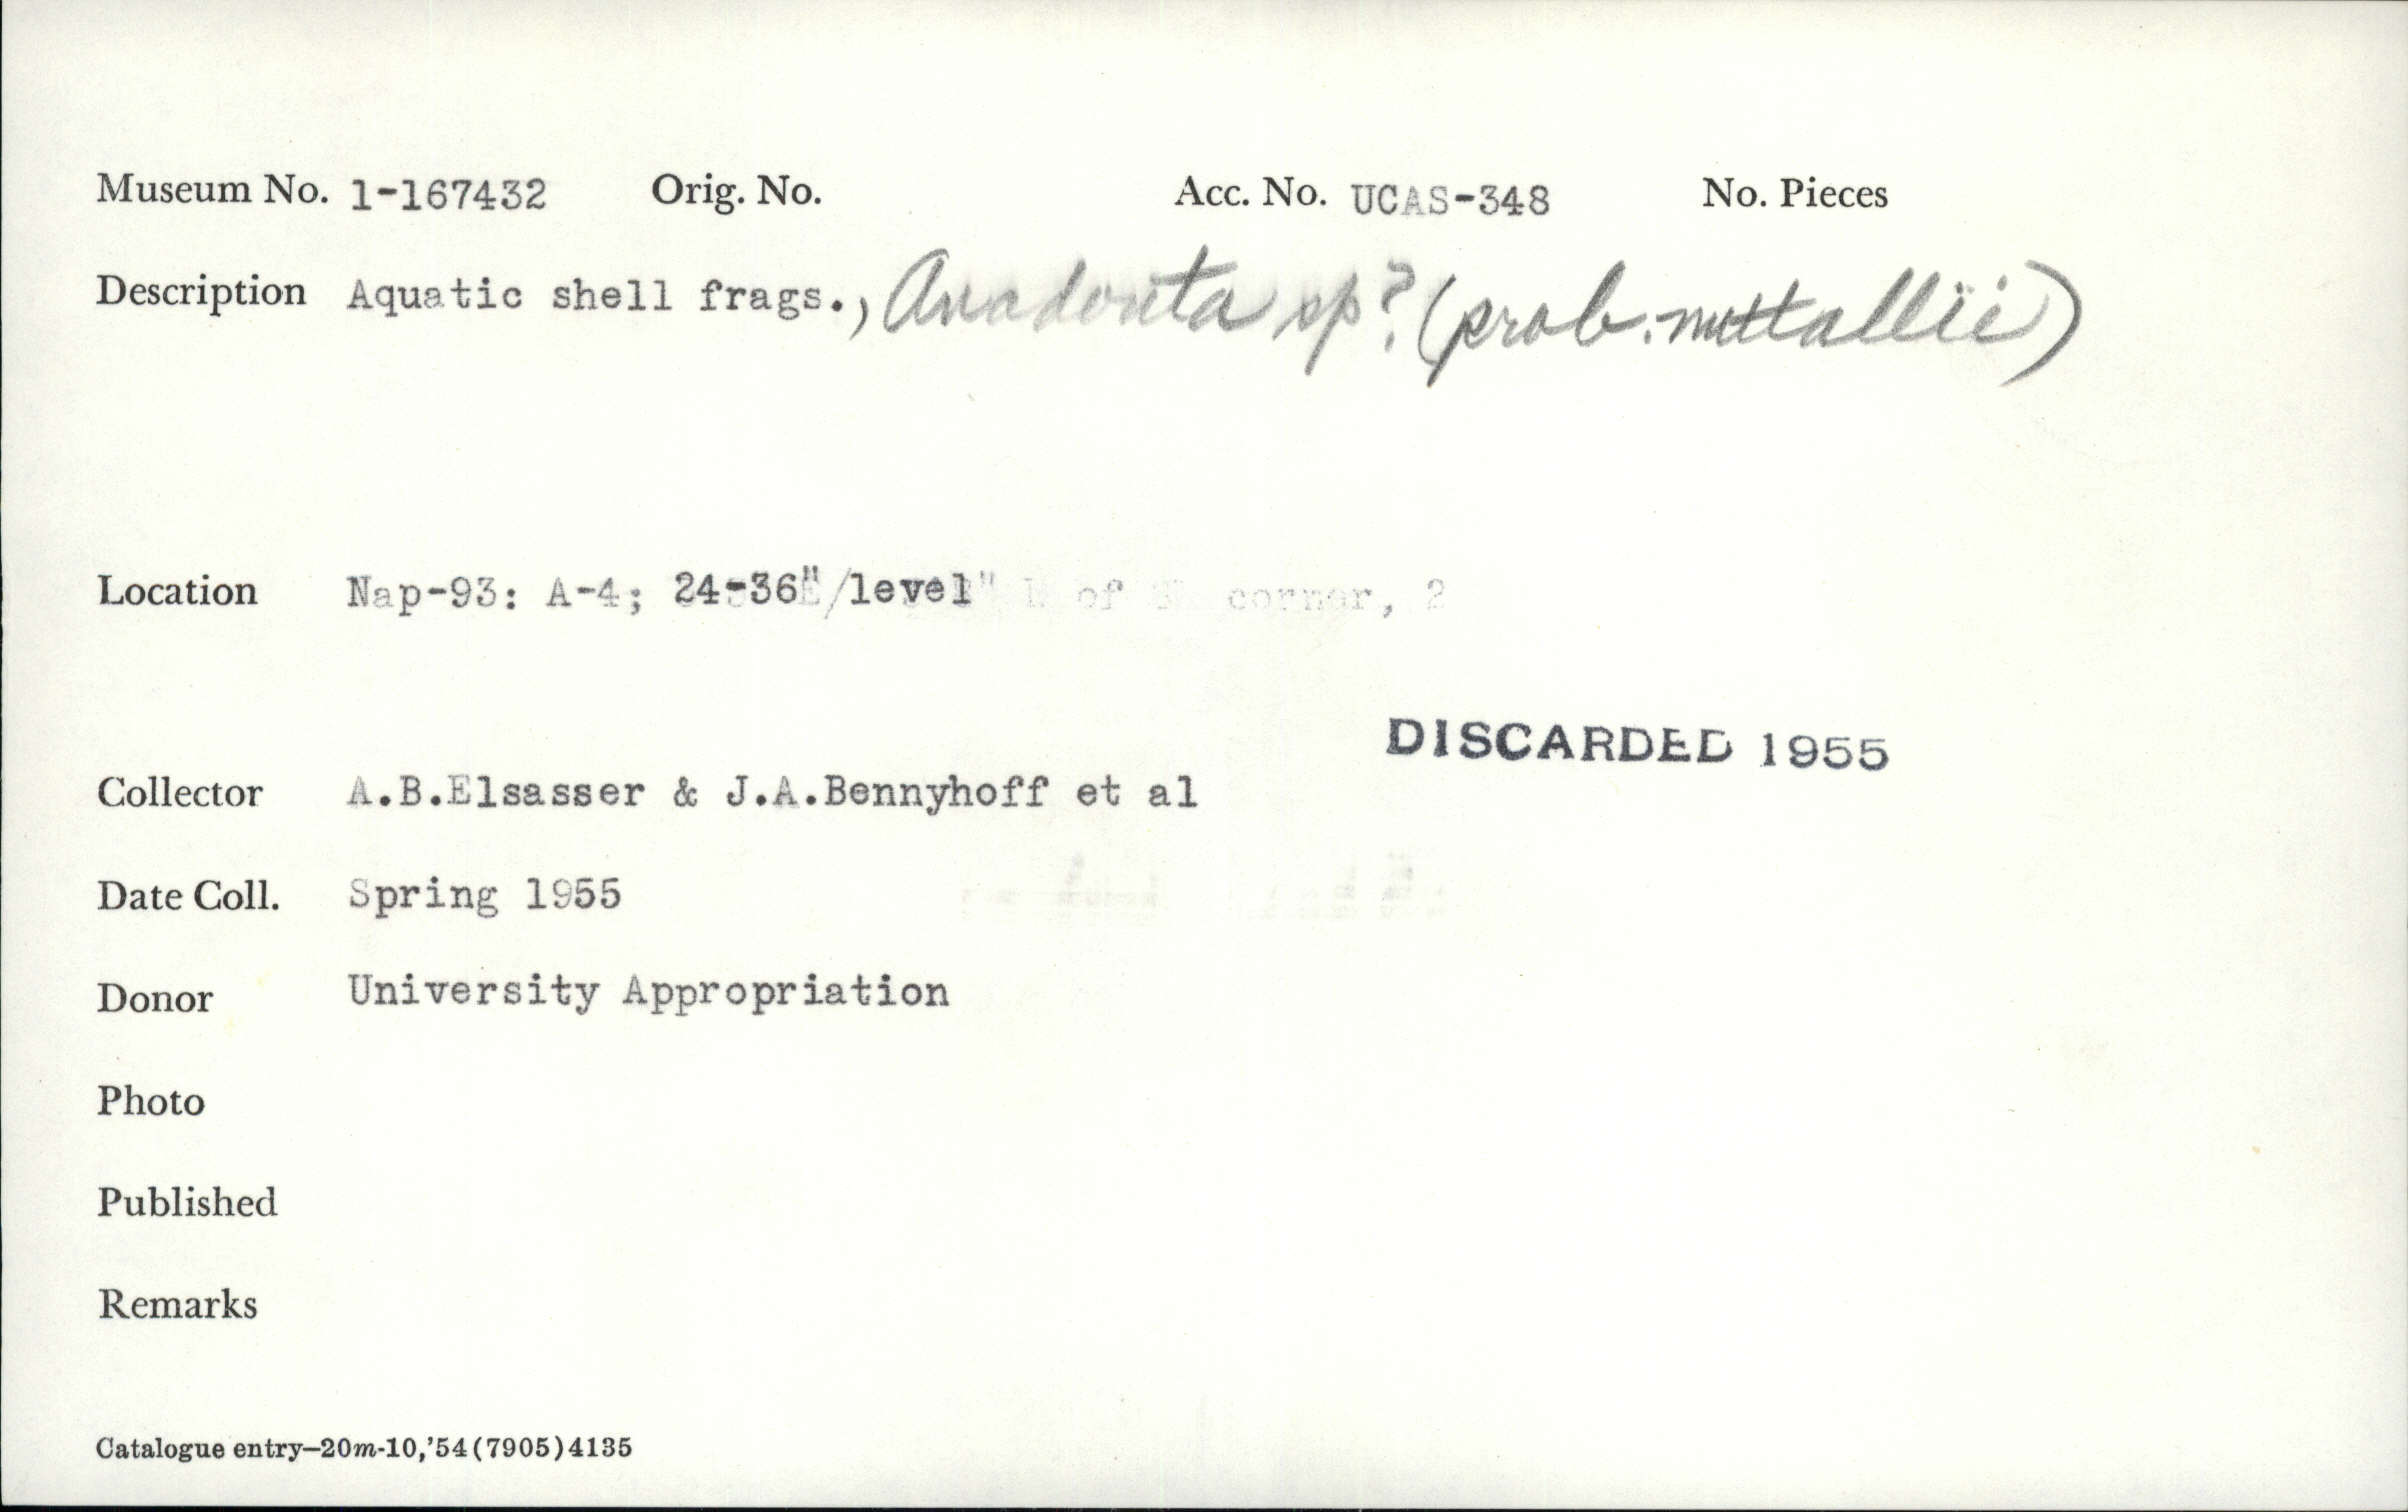 Museum No. 1-167432 Orig. No. Acc. No. UCAS-348 No. Pieces
Description Aquatic shell frags., Anadonta sp? (prob. nuttallii)
Location Nap-93: A-4; 24-36"/level" of corner, 2
DISCARDED 1955
Collector A.B.Elsasser & J.A.Bennyhoff et al
Date Coll. Spring 1955
Donor University Appropriation
Photo
Published
Remarks
Catalogue entry—20m-10,'54(7905)4135